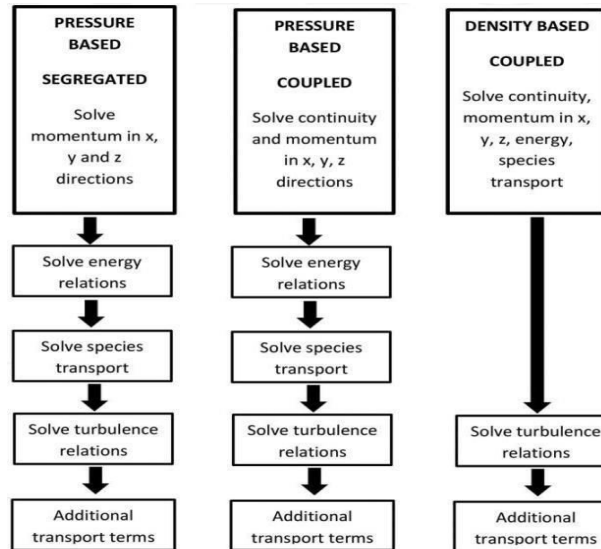 PRESSURE
BASED
SEGREGATED
Solve
momentum in x,
y and z
directions
Solve energy
relations
Solve species
transport
Solve turbulence
relations
Additional
transport terms
PRESSURE
BASED
COUPLED
Solve continuity
and momentum
in x, y, z
directions
Solve energy
relations
Solve species
transport
Solve turbulence
relations
Additional
transport terms
DENSITY BASED
COUPLED
Solve continuity,
momentum in x,
y, z, energy,
species
transport
Solve turbulence
relations
Additional
transport terms